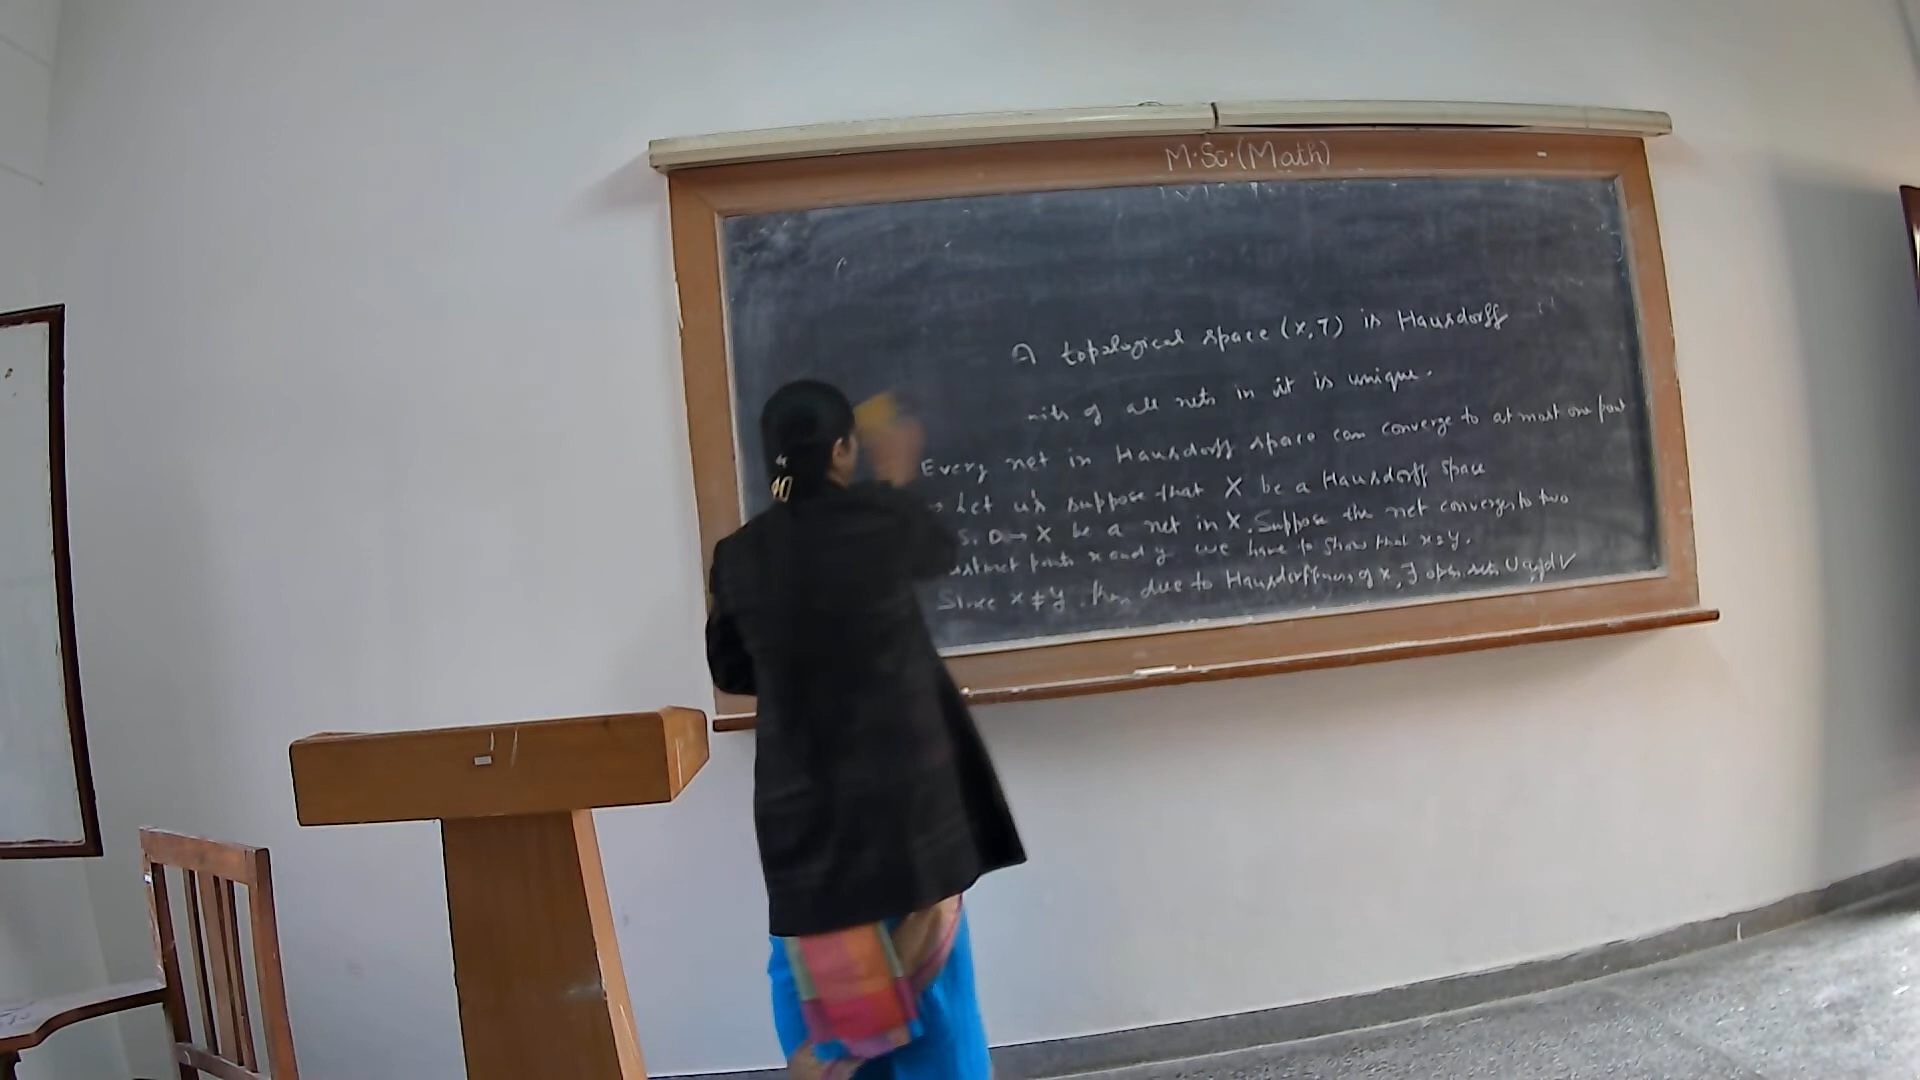 M.Sc.(Math)
A topological space (X,T) is Hausdorff
mits of all nets in it is unique.
Every net in Hausdorff space can converge to at most one point
Let us suppose that X be a Hausdorff space
S: D→X be a net in X. Suppose the net converges to two
istinct points x and y we have to show that x=y.
Since x≠y, then due to Hausdorffness of X, ∃ open sets U and V